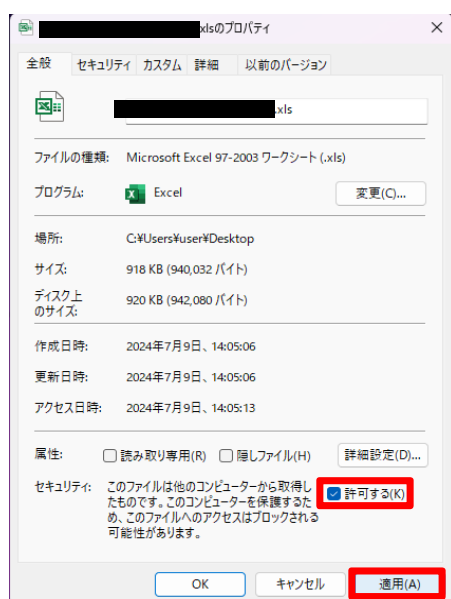 .xlsのプロパティ
全般 セキュリティ カスタム 詳細 以前のバージョン
.xls
ファイルの種類: Microsoft Excel 97-2003 ワークシート (.xls)
プログラム: Excel 変更(C)...
場所: C:¥Users¥user¥Desktop
サイズ: 918 KB (940,032 バイト)
ディスク上
のサイズ: 920 KB (942,080 バイト)
作成日時: 2024年7月9日、14:05:06
更新日時: 2024年7月9日、14:05:06
アクセス日時: 2024年7月9日、14:05:13
属性: 読み取り専用(R) 隠しファイル(H) 詳細設定(D)...
セキュリティ: このファイルは他のコンピューターから取得し
たものです。このコンピューターを保護するた
め、このファイルへのアクセスはブロックされる
可能性があります。
許可する(K)
OK キャンセル 適用(A)